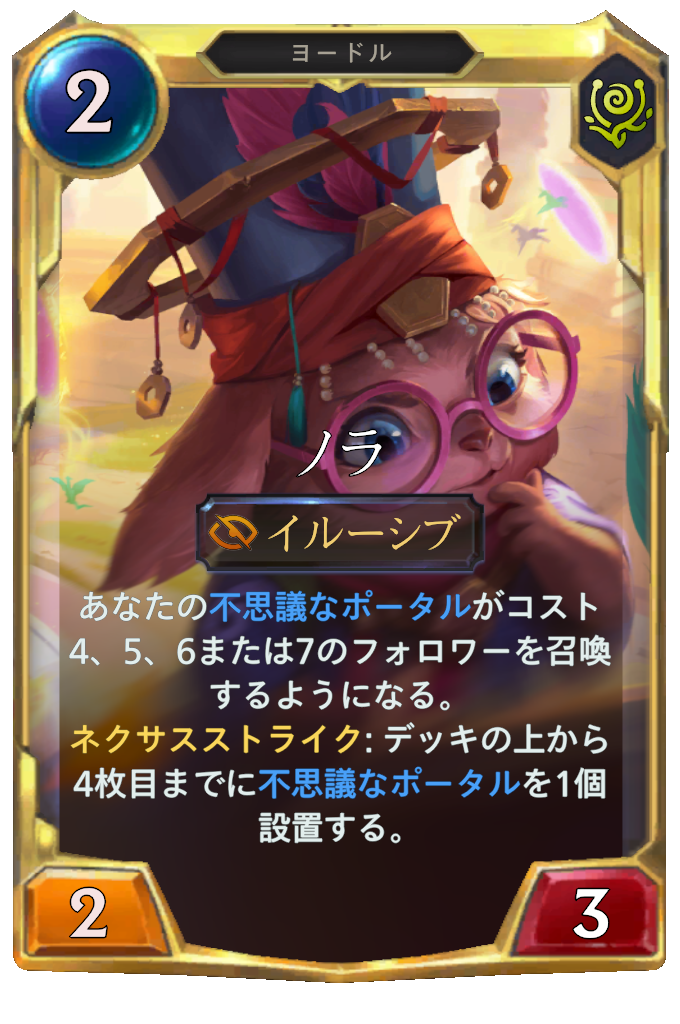 ヨードル
2
ノラ
イルーシブ
あなたの不思議なポータルがコスト
4、5、6または7のフォロワーを召喚
するようになる。
ネクサスストライク: デッキの上から
4枚目までに不思議なポータルを1個
設置する。
2
3